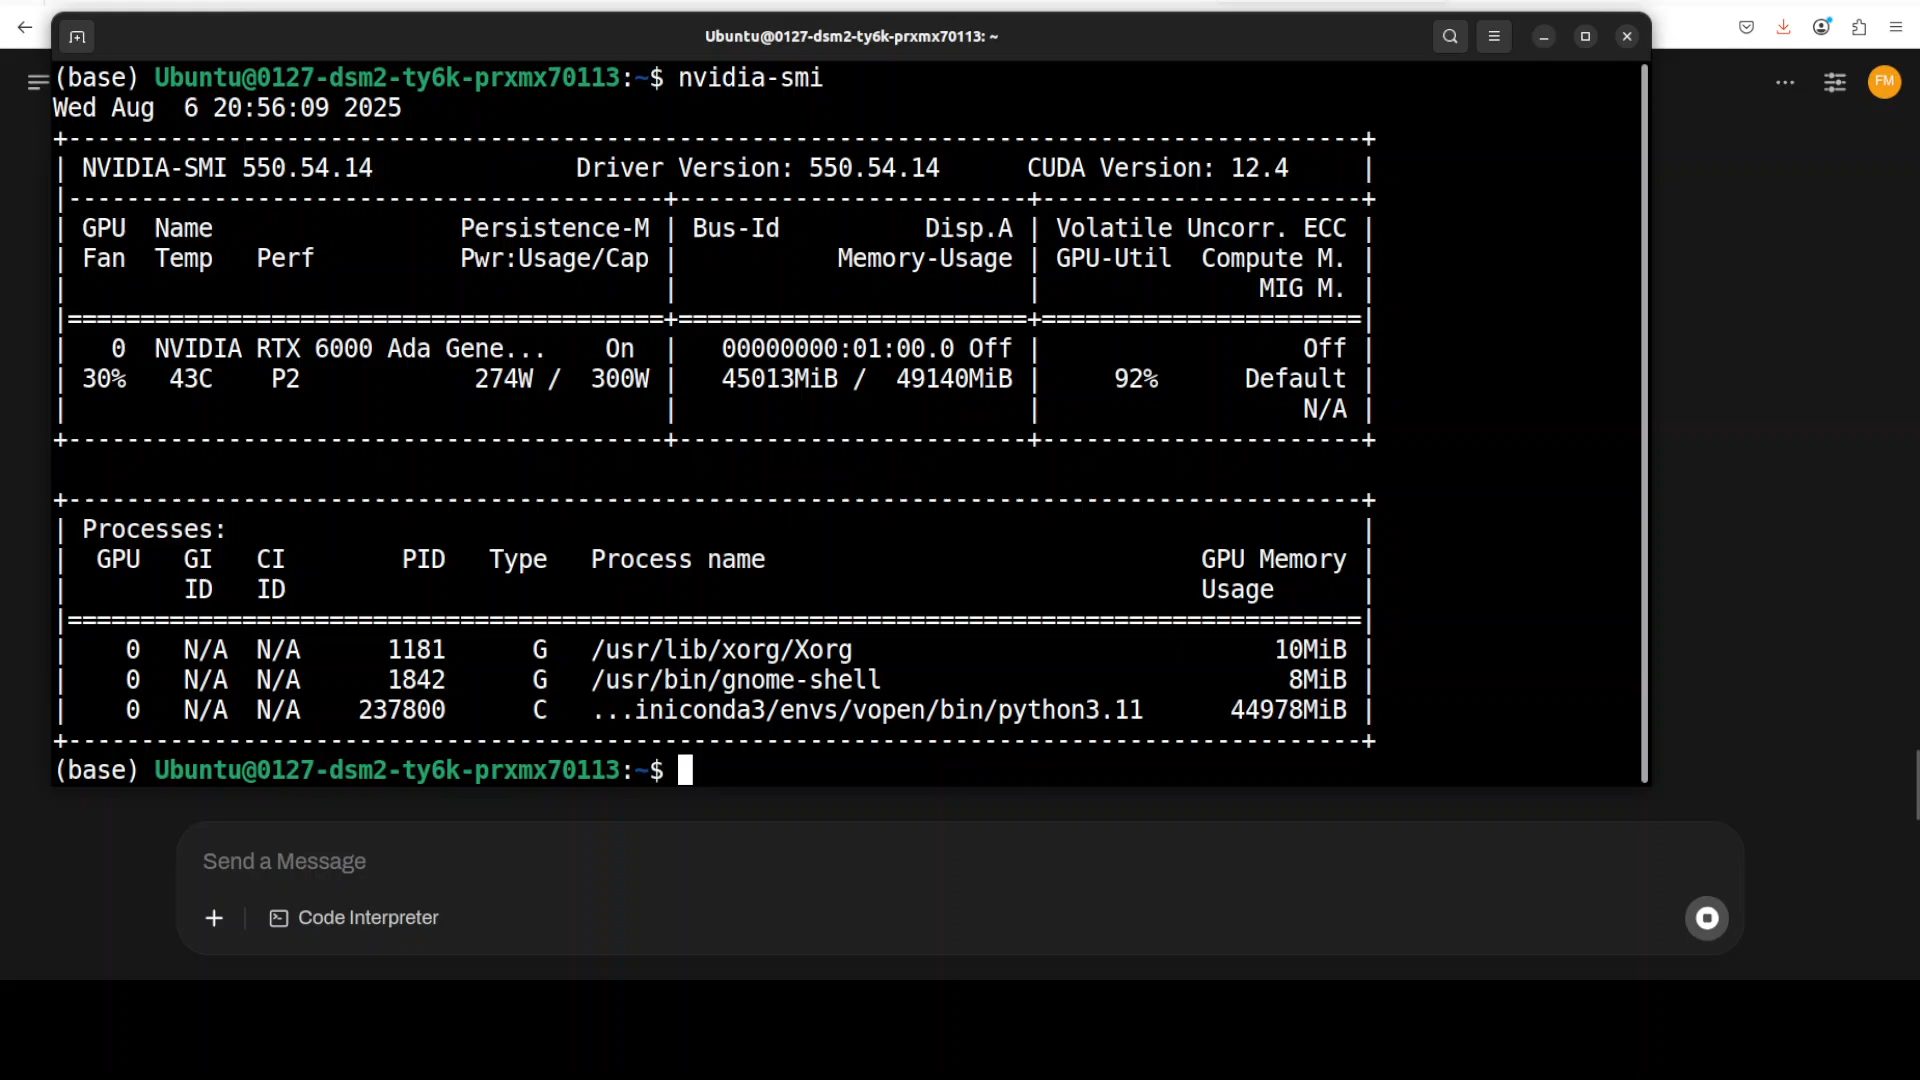 Ubuntu@0127-dsm2-ty6k-prxmx70113: ~
(base) Ubuntu@0127-dsm2-ty6k-prxmx70113:~$ nvidia-smi
FM
Wed Aug  6 20:56:09 2025
+-----------------------------------------------------------------------------------------+
| NVIDIA-SMI 550.54.14              Driver Version: 550.54.14      CUDA Version: 12.4     |
|-----------------------------------------+------------------------+----------------------+
| GPU  Name                 Persistence-M | Bus-Id          Disp.A | Volatile Uncorr. ECC |
| Fan  Temp   Perf          Pwr:Usage/Cap |           Memory-Usage | GPU-Util  Compute M. |
|                                         |                        |               MIG M. |
|=========================================+========================+======================|
|   0  NVIDIA RTX 6000 Ada Gene...    On  |   00000000:01:00.0 Off |                  Off |
| 30%   43C    P2             274W /  300W |   45013MiB /  49140MiB |     92%      Default |
|                                         |                        |                  N/A |
+-----------------------------------------+------------------------+----------------------+
+-----------------------------------------------------------------------------------------+
| Processes:                                                                              |
|  GPU   GI   CI        PID   Type   Process name                              GPU Memory |
|        ID   ID                                                               Usage      |
|=========================================================================================|
|    0   N/A  N/A      1181      G   /usr/lib/xorg/Xorg                             10MiB |
|    0   N/A  N/A      1842      G   /usr/bin/gnome-shell                            8MiB |
|    0   N/A  N/A    237800      C   ...iniconda3/envs/vopen/bin/python3.11      44978MiB |
+-----------------------------------------------------------------------------------------+
(base) Ubuntu@0127-dsm2-ty6k-prxmx70113:~$
Send a Message
Code Interpreter